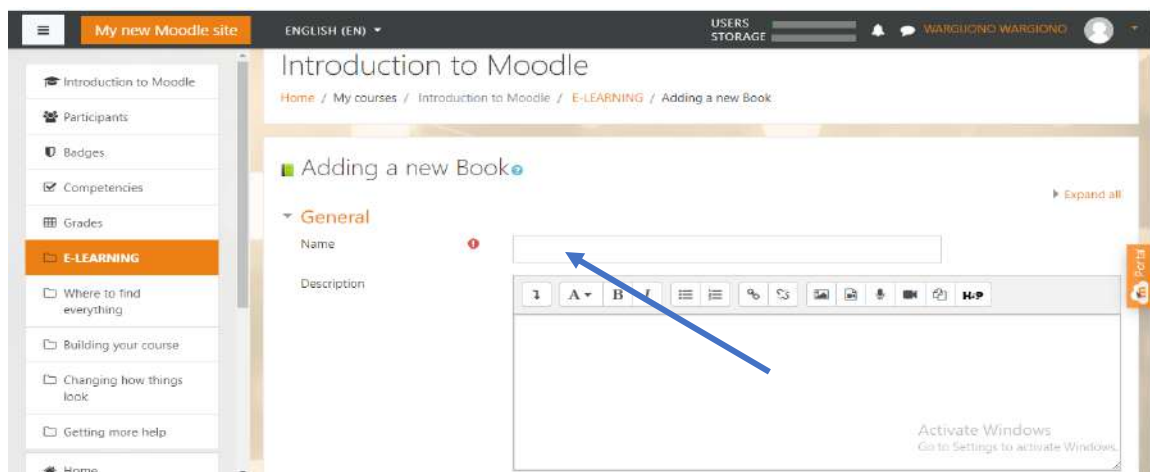 My new Moodle site
ENGLISH (EN)
USERS
STORAGE
WARGIJONO WARGIONO
Introduction to Moodle
Participants
Badges
Competencies
Grades
E-LEARNING
Where to find
everything
Building your course
Changing how things
look
Getting more help
Home
Introduction to Moodle
Home / My courses / Introduction to Moodle / E-LEARNING / Adding a new Book
Adding a new Book
Expand all
General
Name
Description
A B I
H-P
Portal
Activate Windows
Go to Settings to activate Windows.